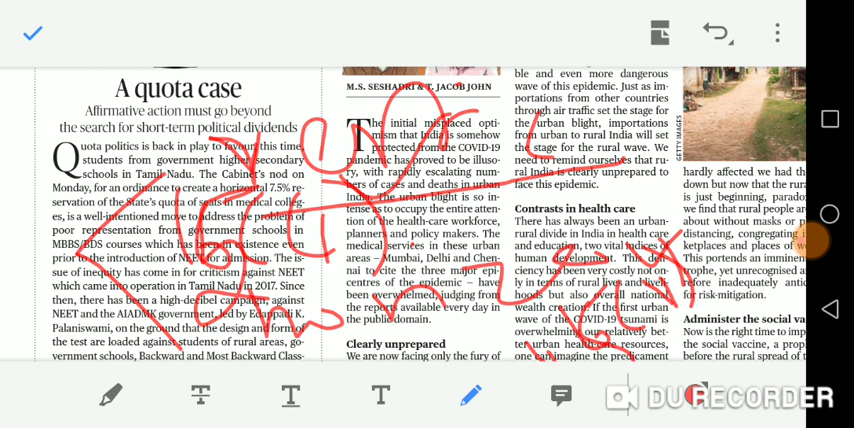 A quota case
Affirmative action must go beyond
the search for short-term political dividends
Quota politics is back in play to favour this time,
students from government higher secondary
schools in Tamil Nadu. The Cabinet's nod on
Monday, for an ordinance to create a horizontal 7.5% re-
servation of the State's quota of seats in medical colleg-
es, is a well-intentioned move to address the problem of
poor representation from government schools in
MBBS/BDS courses which has been in existence even
prior to the introduction of NEET for admission. The is-
sue of inequity has come in for criticism against NEET
which came into operation in Tamil Nadu in 2017. Since
then, there has been a high-decibel campaign, against
NEET and the AIADMK government, led by Edappadi K.
Palaniswami, on the ground that the design and form of
the test are loaded against students of rural areas, go-
vernment schools, Backward and Most Backward Class-
M.S. SESHADRI & T. JACOB JOHN
The initial misplaced opti-
mism that India is somehow
protected from the COVID-19
pandemic has proved to be illuso-
ry, with rapidly escalating num-
bers of cases and deaths in urban
India. The urban blight is so in-
tense as to occupy the entire atten-
tion of the health-care workforce,
planners and policy makers. The
medical services in these urban
areas – Mumbai, Delhi and Chen-
nai to cite the three major epi-
centres of the epidemic – have
been overwhelmed, judging from
the reports available every day in
the public domain.
Clearly unprepared
We are now facing only the fury of
ble and even more dangerous
wave of this epidemic. Just as im-
portations from other countries
through air traffic set the stage for
the urban blight, importations
from urban to rural India will set
the stage for the rural wave. We
need to remind ourselves that ru-
ral India is clearly unprepared to
face this epidemic.
Contrasts in health care
There has always been an urban-
rural divide in India in health care
and education, two vital indices of
human development. This defi-
ciency has been very costly not on-
ly in terms of rural lives and liveli-
hoods but also overall national
wealth creation. If the first urban
wave of the COVID-19 tsunami is
overwhelming our relatively bet-
ter urban health-care resources,
one can imagine the predicament
GETTY IMAGES
hardly affected we had th
down but now that the rura
is just beginning, parado
we find that rural people are
about without masks or p
distancing, congregating i
ketplaces and places of w
This portends an imminen
trophe, yet unrecognised a
fore inadequately antic
for risk-mitigation.
Administer the social va
Now is the right time to imp
the social vaccine, a prop
before the rural spread of t
DU RECORDER